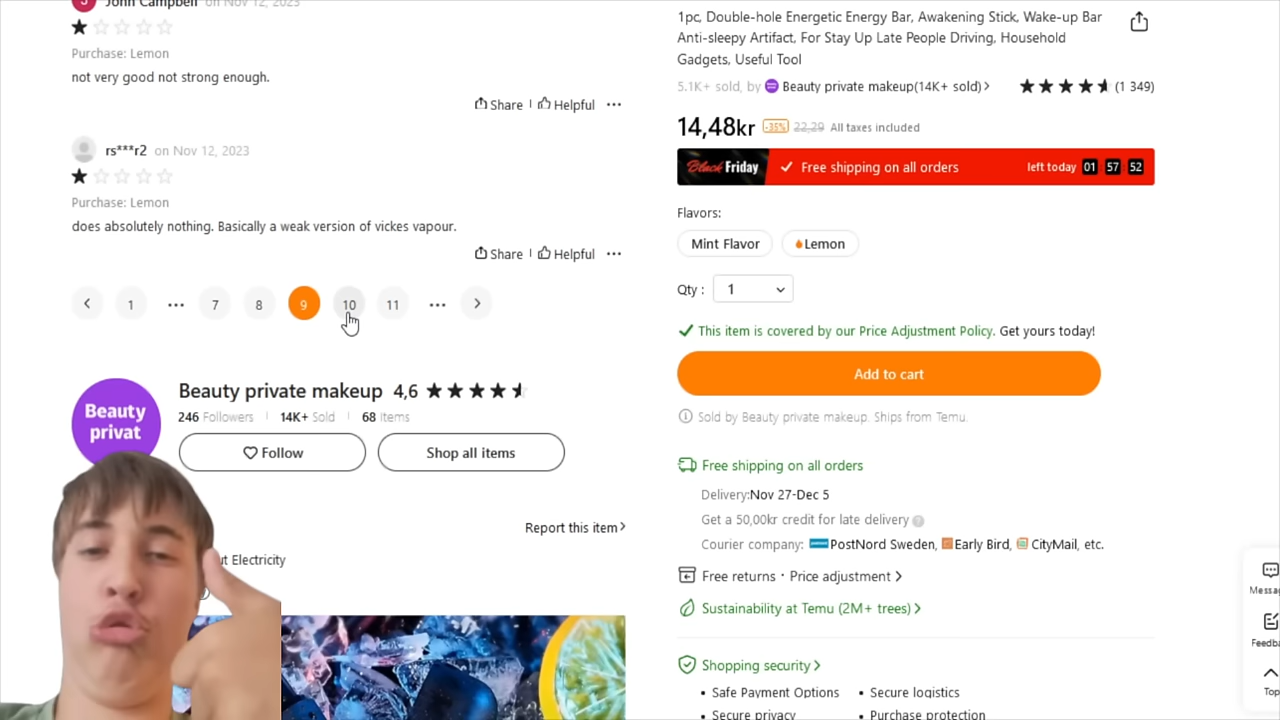 John Campbell on Nov 12, 2023
Purchase: Lemon
not very good not strong enough.
Share Helpful
rs***r2 on Nov 12, 2023
Purchase: Lemon
does absolutely nothing. Basically a weak version of vickes vapour.
Share Helpful
1 ... 7 8 9 10 11 ...
Beauty privat
Beauty private makeup 4,6
246 Followers 14K+ Sold 68 Items
Follow Shop all items
Report this item
Electricity
1pc, Double-hole Energetic Energy Bar, Awakening Stick, Wake-up Bar
Anti-sleepy Artifact, For Stay Up Late People Driving, Household
Gadgets, Useful Tool
5.1K+ sold, by Beauty private makeup(14K+ sold) (1 349)
14,48kr -35% 22,29 All taxes included
Black Friday Free shipping on all orders left today 01 57 52
Flavors:
Mint Flavor Lemon
Qty : 1
This item is covered by our Price Adjustment Policy. Get yours today!
Add to cart
Sold by Beauty private makeup. Ships from Temu.
Free shipping on all orders
Delivery:Nov 27-Dec 5
Get a 50,00kr credit for late delivery
Courier company: PostNord Sweden, Early Bird, CityMail, etc.
Free returns · Price adjustment
Sustainability at Temu (2M+ trees)
Shopping security
• Safe Payment Options • Secure logistics
• Secure privacy • Purchase protection
Top